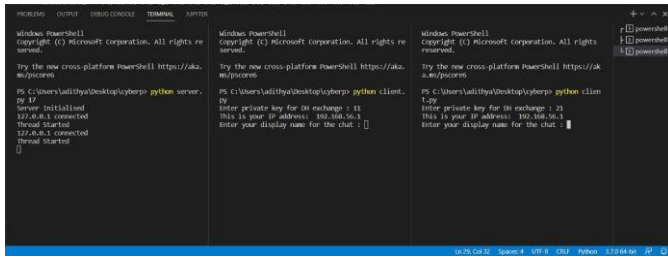 PROBLEMS OUTPUT DEBUG CONSOLE TERMINAL JUPYTER
Windows PowerShell
Copyright (C) Microsoft Corporation. All rights re
served.
Try the new cross-platform PowerShell https://aka.
ms/pscore6
PS C:\Users\adithya\Desktop\cyberp> python server.
py 17
Server Initialised
127.0.0.1 connected
Thread Started
127.0.0.1 connected
Thread Started
Windows PowerShell
Copyright (C) Microsoft Corporation. All rights re
served.
Try the new cross-platform PowerShell https://aka.
ms/pscore6
PS C:\Users\adithya\Desktop\cyberp> python client.
py
Enter private key for DH exchange : 11
This is your IP address: 192.168.56.1
Enter your display name for the chat :
Windows PowerShell
Copyright (C) Microsoft Corporation. All rights
reserved.
Try the new cross-platform PowerShell https://ak
a.ms/pscore6
PS C:\Users\adithya\Desktop\cyberp> python clien
t.py
Enter private key for DH exchange : 21
This is your IP address: 192.168.56.1
Enter your display name for the chat :
powershell
powershell
powershell
Ln 29, Col 32 Spaces: 4 UTF-8 CRLF Python 3.7.0 64-bit